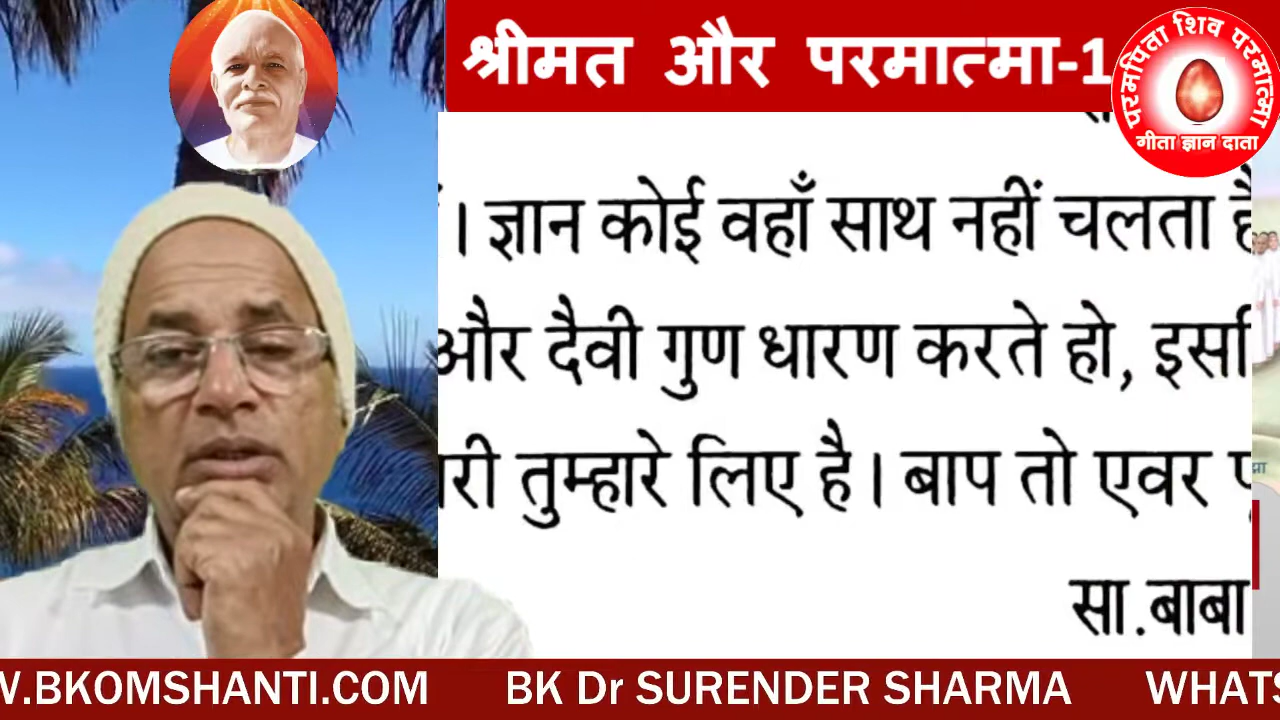 श्रीमत और परमात्मा-1
परमपिता शिव परमात्मा
गीता ज्ञान दाता
। ज्ञान कोई वहाँ साथ नहीं चलता है
और दैवी गुण धारण करते हो, इसलि
री तुम्हारे लिए है। बाप तो एवर
सा.बाबा
W.BKOMSHANTI.COM BK Dr SURENDER SHARMA WHATS